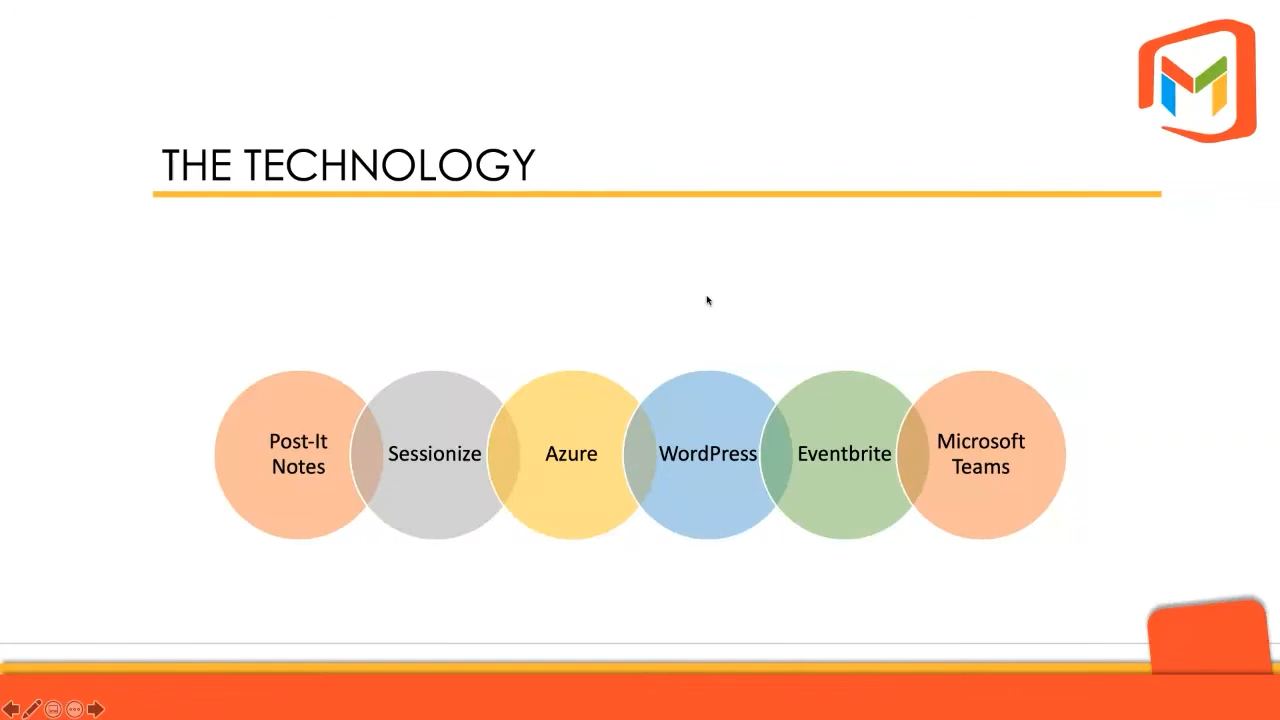 THE TECHNOLOGY
Post-It
Notes
Sessionize
Azure
WordPress
Eventbrite
Microsoft
Teams